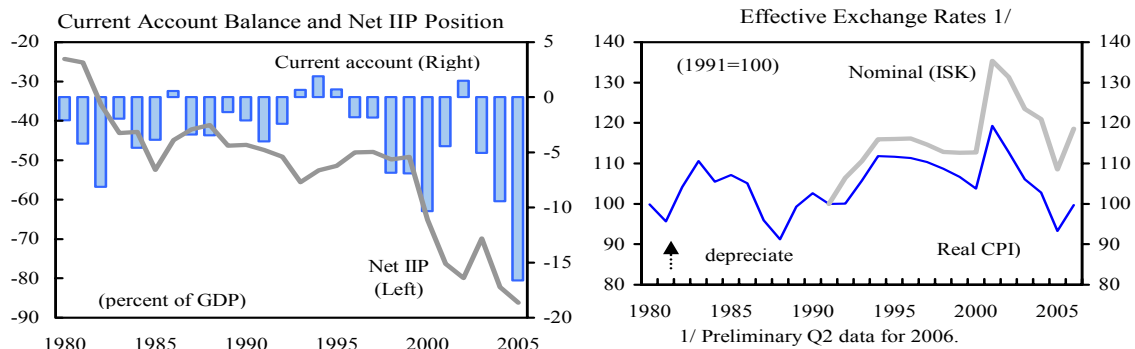 Current Account Balance and Net IIP Position
-20
-30
-40
-50
-60
-70
-80
-90
5
0
-5
-10
-15
-20
Current account (Right)
Net IIP
(Left)
(percent of GDP)
1980 1985 1990 1995 2000 2005
Effective Exchange Rates 1/
140
130
120
110
100
90
80
140
130
120
110
100
90
80
(1991=100)
Nominal (ISK)
Real CPI)
depreciate
1980 1985 1990 1995 2000 2005
1/ Preliminary Q2 data for 2006.